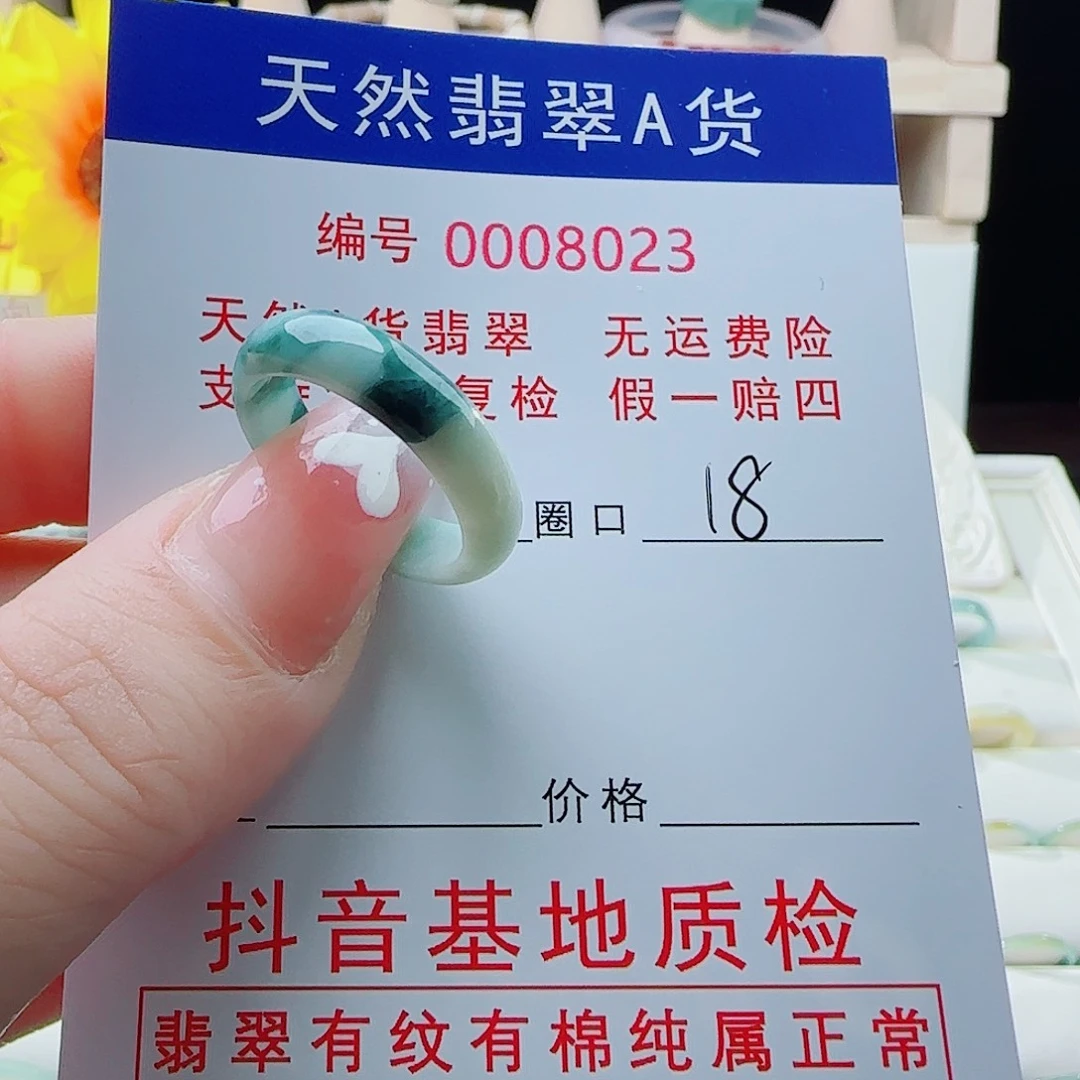 天然翡翠A货
编号 0008023
天然 货翡翠 无运费险
支 复检 假一赔四
圈口 18
价格
抖音基地质检
翡翠有纹有棉纯属正常